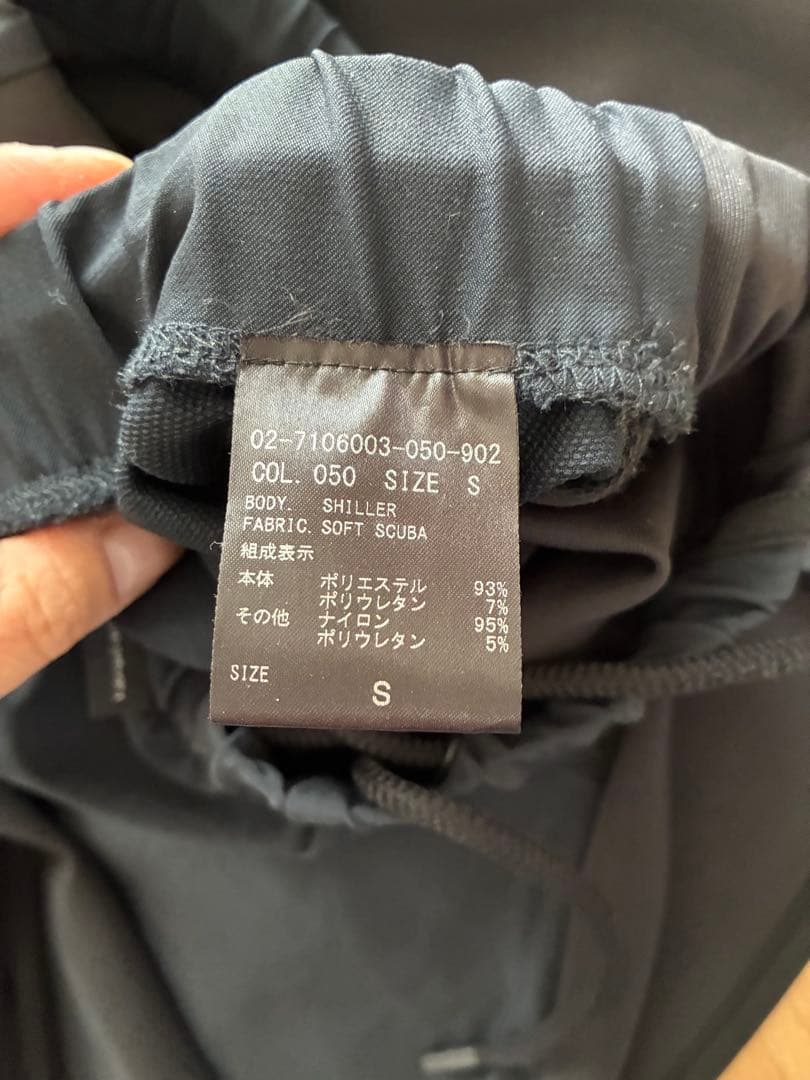 02-7106003-050-902
COL. 050 SIZE S
BODY. SHILLER
FABRIC. SOFT SCUBA
組成表示
本体 ポリエステル 93%
ポリウレタン 7%
その他 ナイロン 95%
ポリウレタン 5%
SIZE S